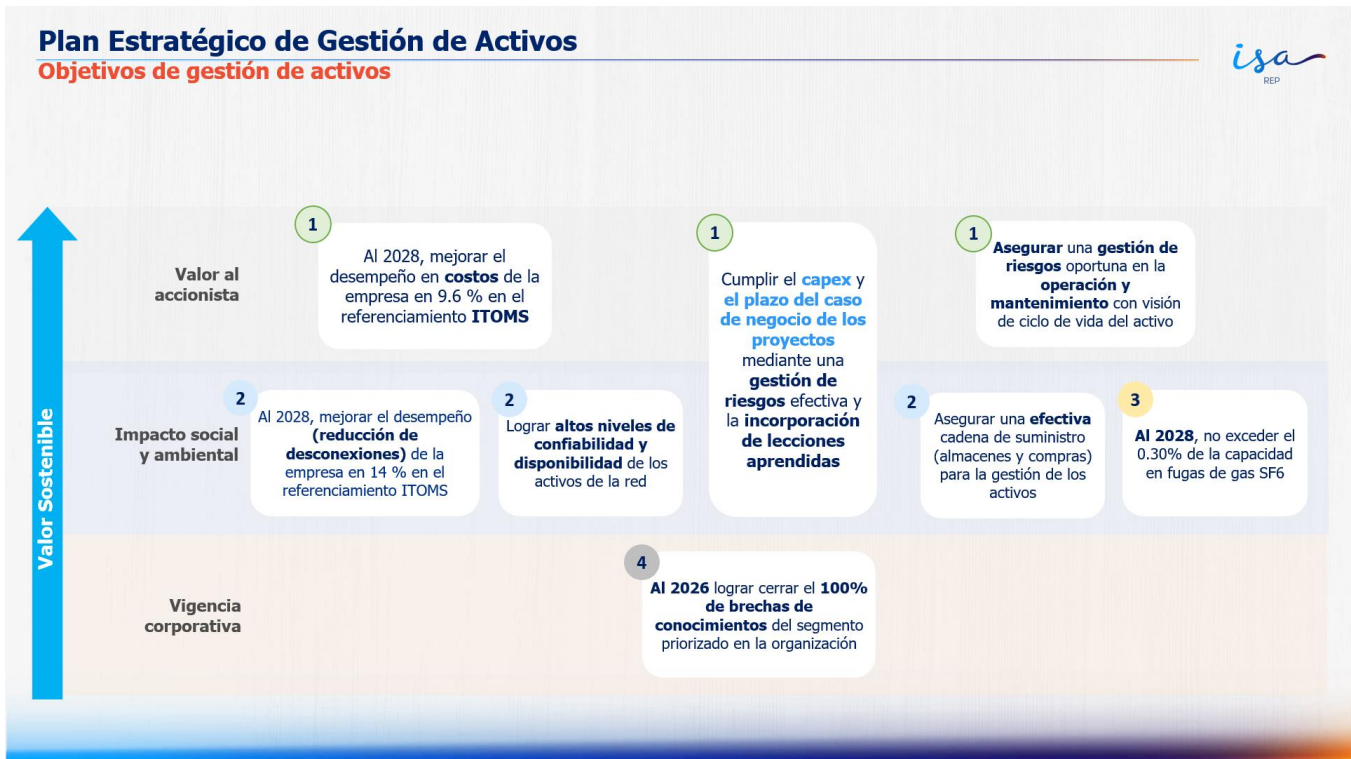 Plan Estratégico de Gestión de Activos
Objetivos de gestión de activos
isa
REP
Valor Sostenible
Valor al
accionista
1
Al 2028, mejorar el
desempeño en costos de la
empresa en 9.6 % en el
referenciamiento ITOMS
1
Cumplir el capex y
el plazo del caso
de negocio de los
proyectos
mediante una
gestión de
riesgos efectiva y
la incorporación
de lecciones
aprendidas
1
Asegurar una gestión de
riesgos oportuna en la
operación y
mantenimiento con visión
de ciclo de vida del activo
Impacto social
y ambiental
2
Al 2028, mejorar el desempeño
(reducción de
desconexiones) de la
empresa en 14 % en el
referenciamiento ITOMS
2
Lograr altos niveles de
confiabilidad y
disponibilidad de los
activos de la red
2
Asegurar una efectiva
cadena de suministro
(almacenes y compras)
para la gestión de los
activos
3
Al 2028, no exceder el
0.30% de la capacidad
en fugas de gas SF6
Vigencia
corporativa
4
Al 2026 lograr cerrar el 100%
de brechas de
conocimientos del segmento
priorizado en la organización